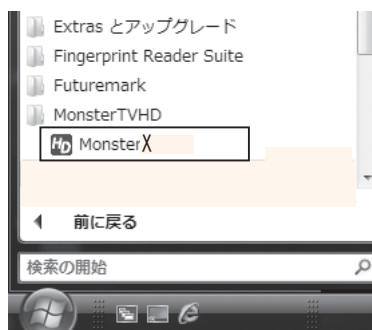 Extras とアップグレード
Fingerprint Reader Suite
Futuremark
MonsterTVHD
HD MonsterX
前に戻る
検索の開始